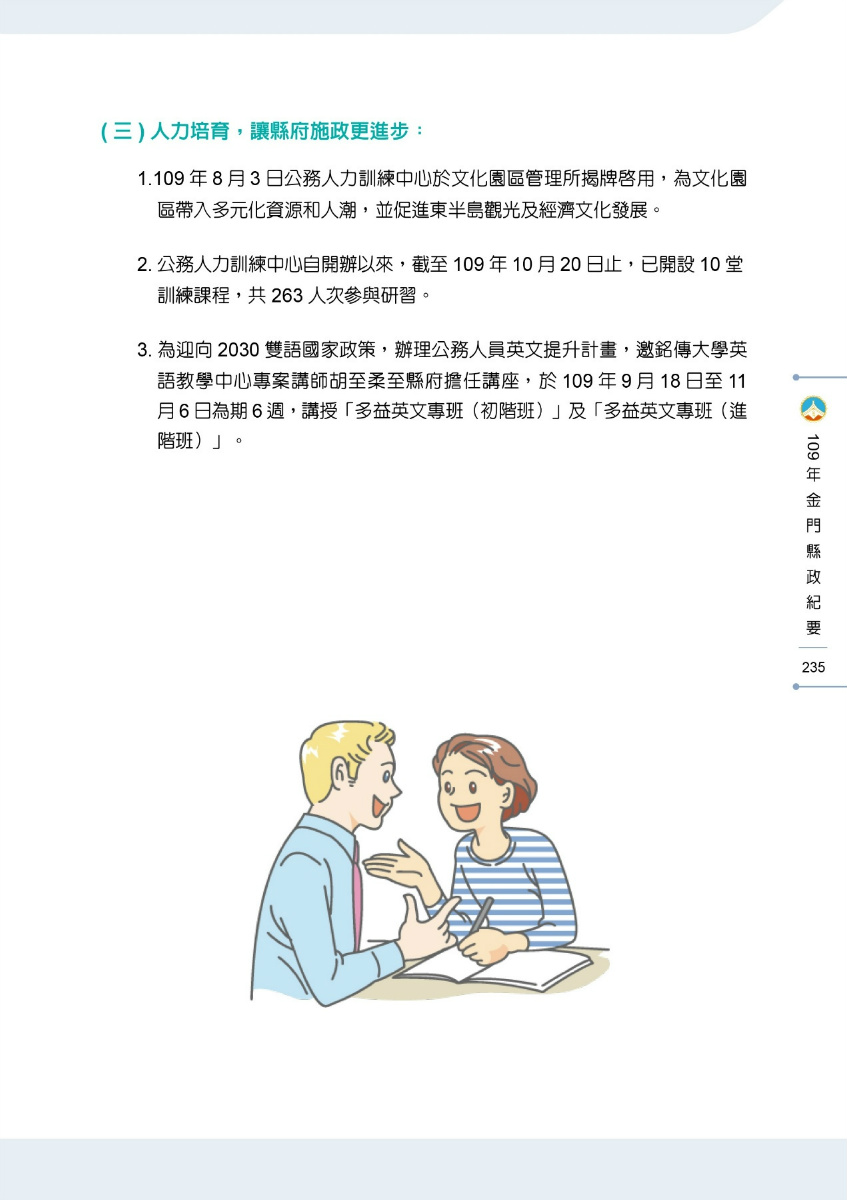 ( 三 ) 人力培育，讓縣府施政更進步：
1.109 年 8 月 3 日公務人力訓練中心於文化園區管理所揭牌啓用，為文化園
區帶入多元化資源和人潮，並促進東半島觀光及經濟文化發展。
2. 公務人力訓練中心自開辦以來，截至 109 年 10 月 20 日止，已開設 10 堂
訓練課程，共 263 人次參與研習。
3. 為迎向 2030 雙語國家政策，辦理公務人員英文提升計畫，邀銘傳大學英
語教學中心專案講師胡至柔至縣府擔任講座，於 109 年 9 月 18 日至 11
月 6 日為期 6 週，講授「多益英文專班（初階班）」及「多益英文專班（進
階班）」。
109年金門縣政紀要
235